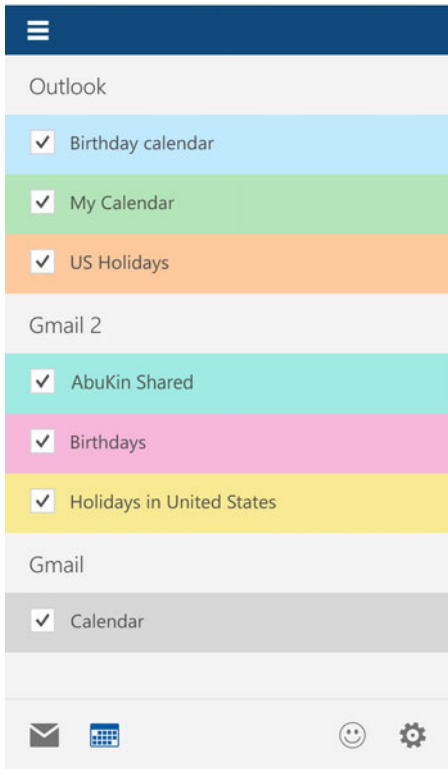 Outlook
Birthday calendar
My Calendar
US Holidays
Gmail 2
AbuKin Shared
Birthdays
Holidays in United States
Gmail
Calendar